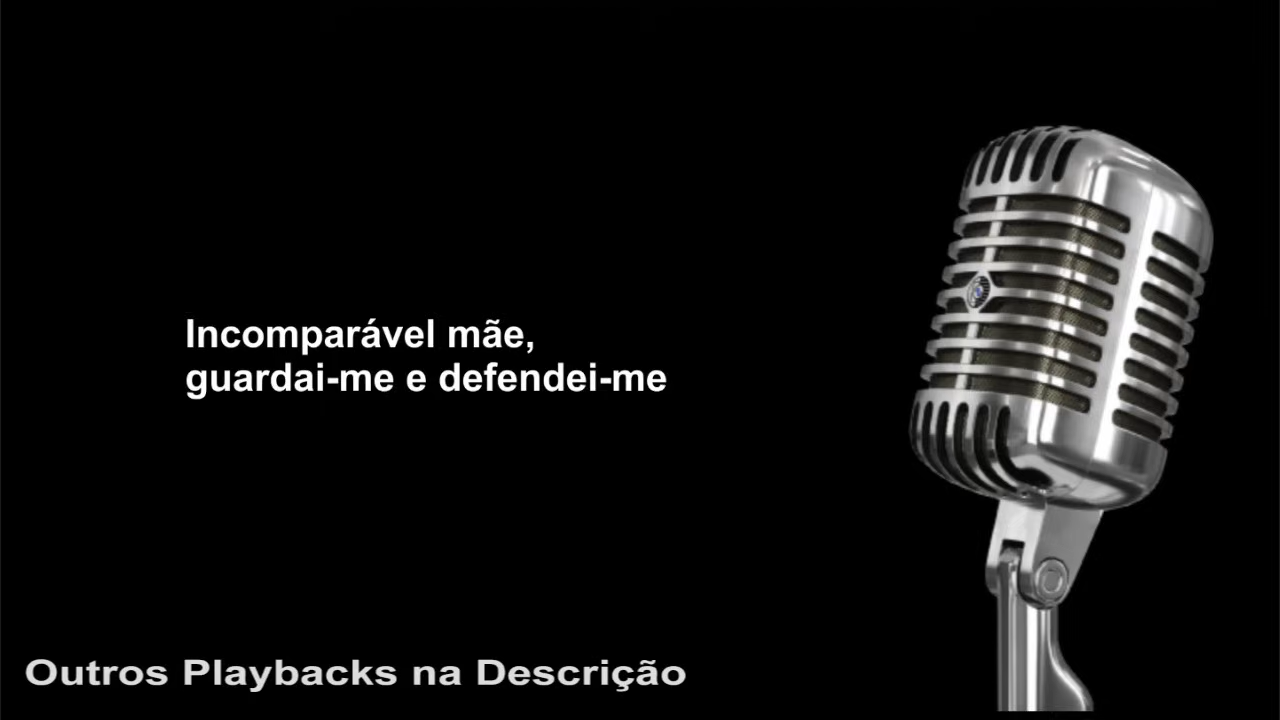 Incomparável mãe,
guardai-me e defendei-me
Outros Playbacks na Descrição